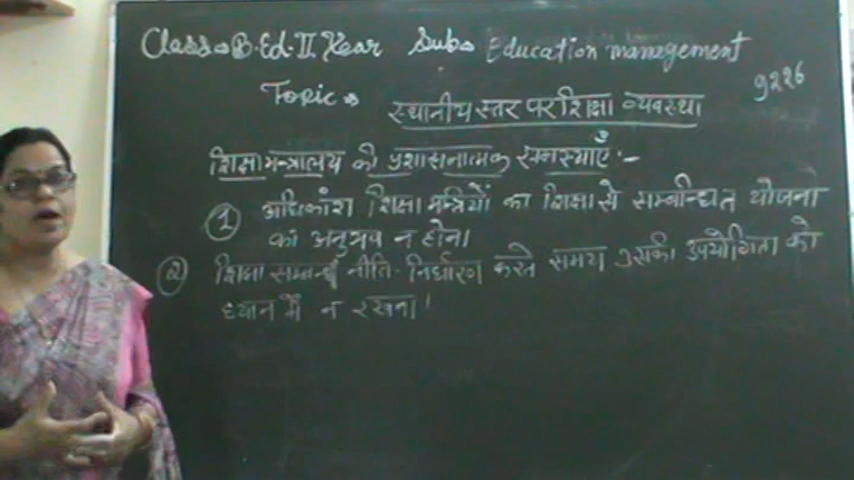 Class → B.Ed. II Year Sub → Education management
Topic → स्थानीय स्तर पर शिक्षा व्यवस्था 9226
शिक्षा मन्त्रालय की प्रशासनात्मक समस्याएँ :-
① अधिकांश शिक्षा मन्त्रियों का शिक्षा से सम्बन्धित योजना
का अनुभव न होना
② शिक्षा सम्बन्धी नीति-निर्धारण करते समय उसकी उपयोगिता को
ध्यान में न रखना।